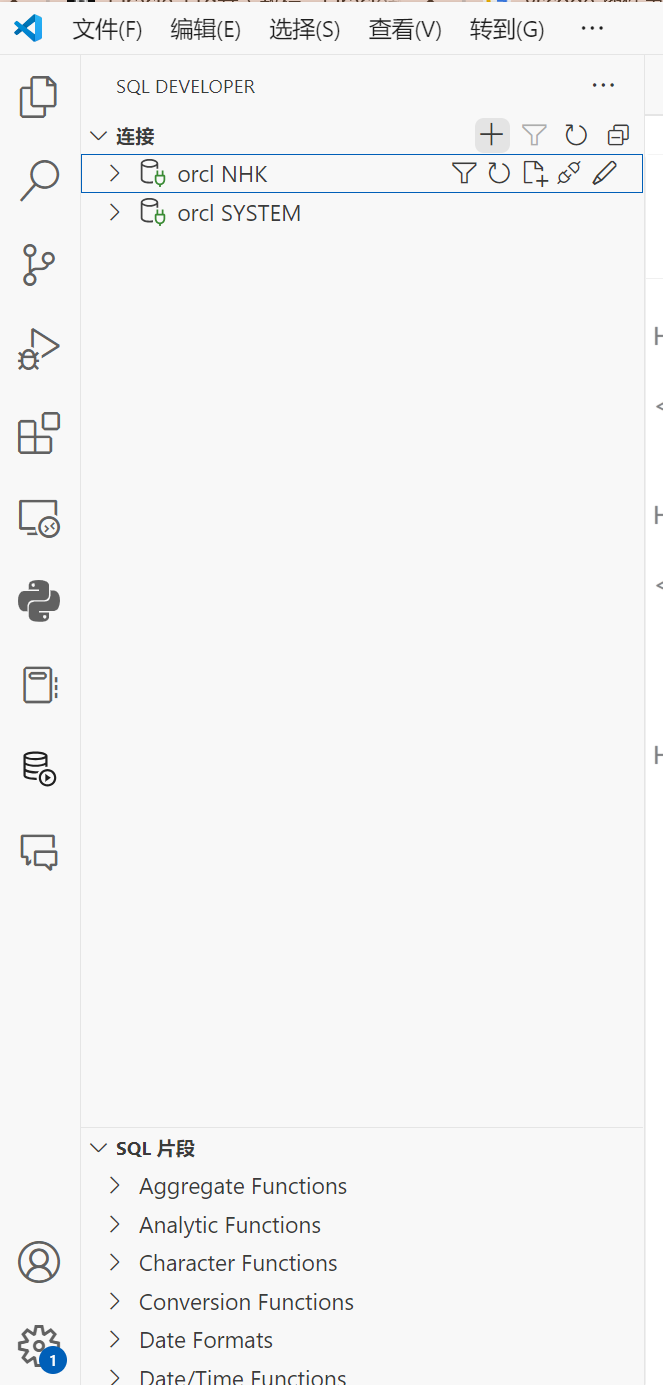 文件(F) 编辑(E) 选择(S) 查看(V) 转到(G) ···
SQL DEVELOPER ···
连接
orcl NHK
orcl SYSTEM
SQL 片段
Aggregate Functions
Analytic Functions
Character Functions
Conversion Functions
Date Formats
Date/Time Functions
1